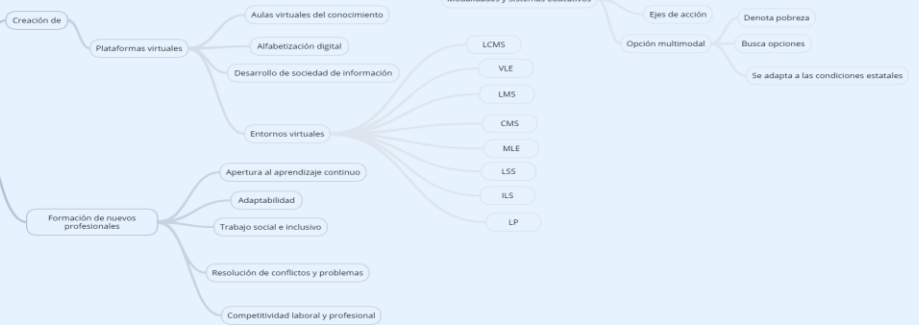 Modalidades y Sistemas educativos
Creación de
Plataformas virtuales
Aulas virtuales del conocimiento
Alfabetización digital
Desarrollo de sociedad de información
Entornos virtuales
LCMS
VLE
LMS
CMS
MLE
LSS
ILS
LP
Ejes de acción
Opción multimodal
Denota pobreza
Busca opciones
Se adapta a las condiciones estatales
Formación de nuevos
profesionales
Apertura al aprendizaje continuo
Adaptabilidad
Trabajo social e inclusivo
Resolución de conflictos y problemas
Competitividad laboral y profesional